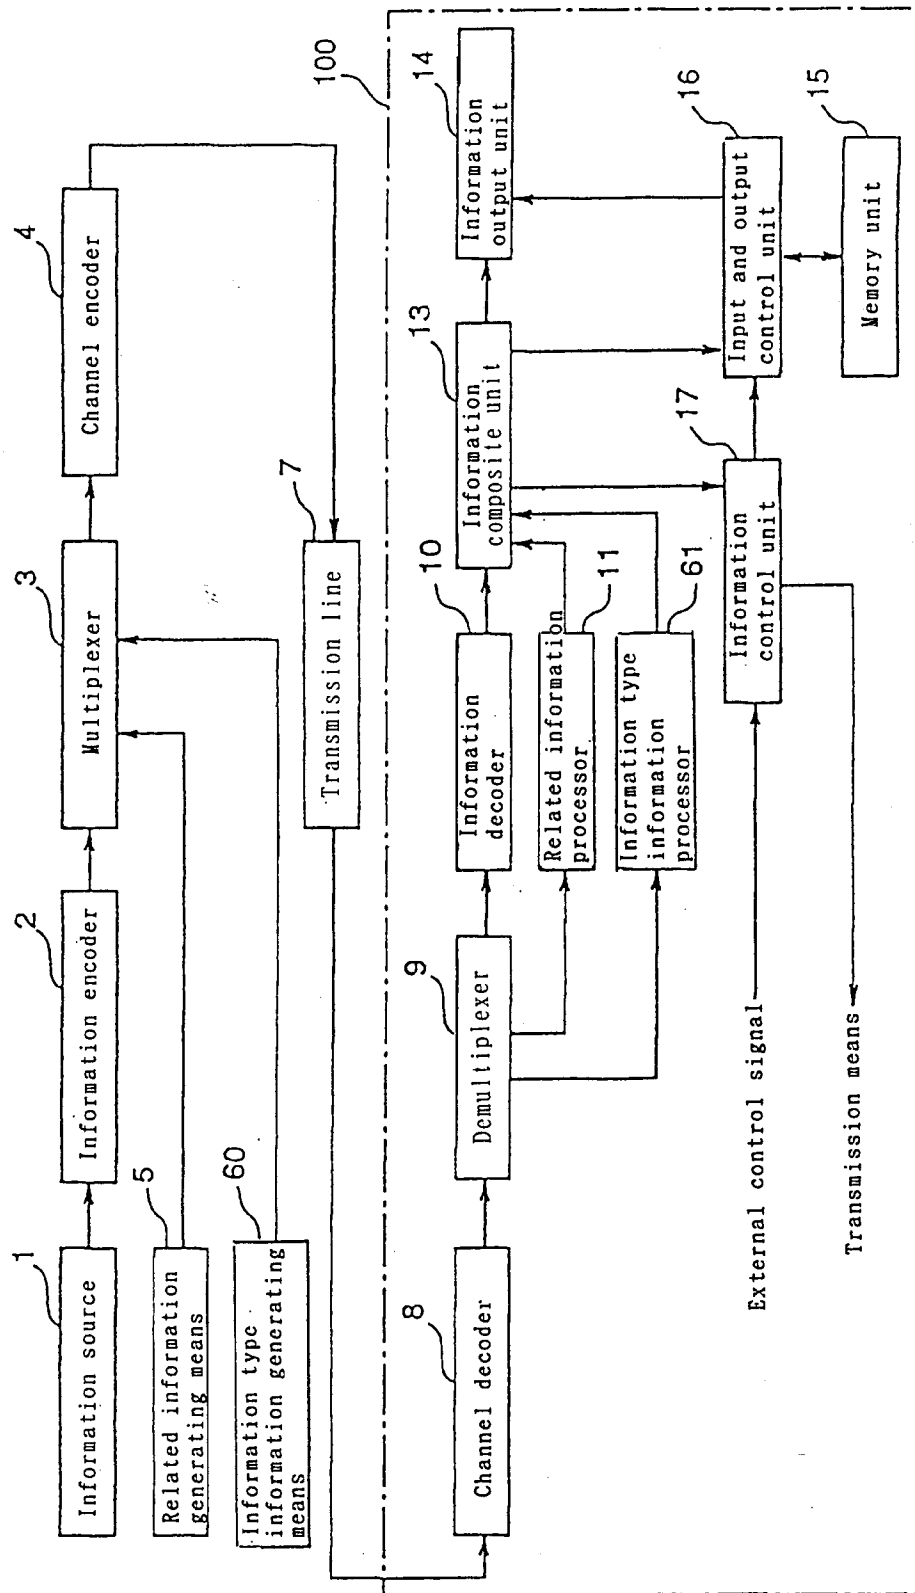 1
Information source
2
Information encoder
3
Multiplexer
4
Channel encoder
5
Related information
generating means
60
Information type
information generating
means
7
Transmission line
100
8
Channel decoder
9
Demultiplexer
10
Information
decoder
11
Related information
processor
61
Information type
information
processor
13
Information
composite unit
14
Information
output unit
17
Information
control unit
16
Input and output
control unit
15
Memory unit
External control signal
Transmission means